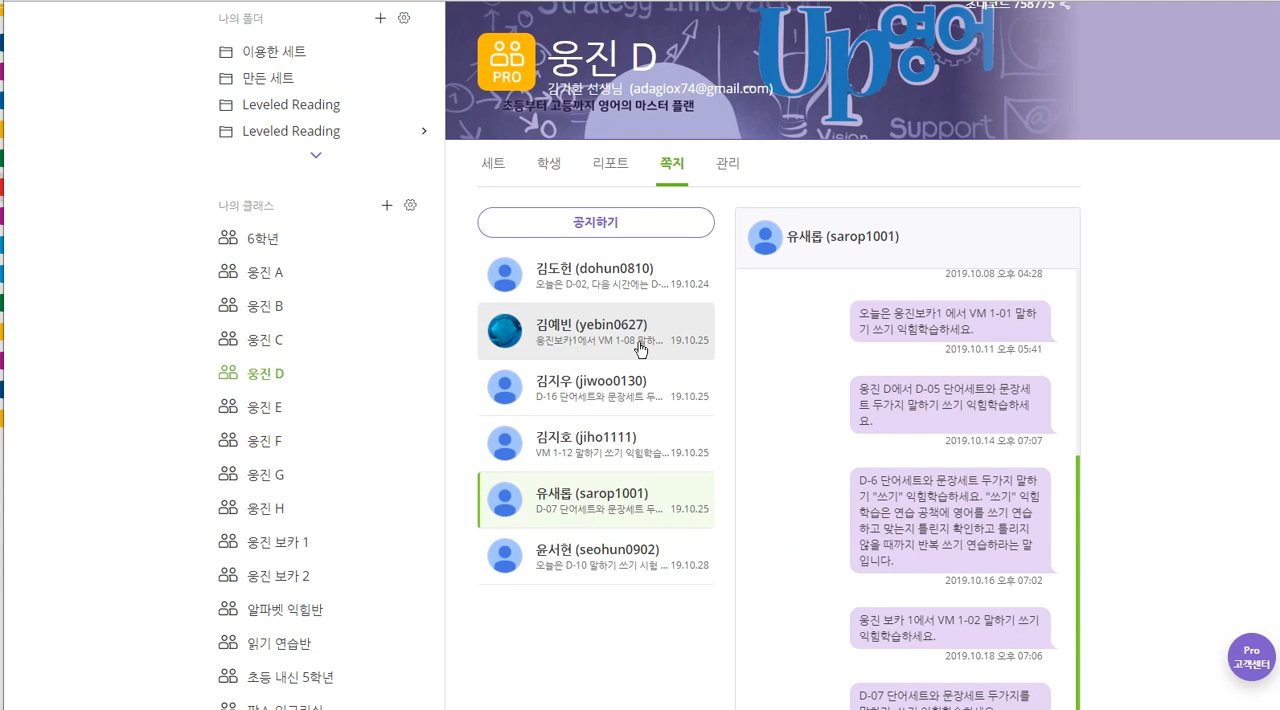 나의 폴더
이용한 세트
만든 세트
Leveled Reading
Leveled Reading
나의 클래스
6학년
웅진 A
웅진 B
웅진 C
웅진 D
웅진 E
웅진 F
웅진 G
웅진 H
웅진 보카 1
웅진 보카 2
알파벳 익힘반
읽기 연습반
초등 내신 5학년
Strategy Innovation
초대코드 758775
PRO
웅진 D
(adagiox74@gmail.com)
초등부터 고등까지 영어의 마스터 플랜
Up영어
Vision
Support
세트
학생
리포트
쪽지
관리
공지하기
김도헌 (dohun0810)
오늘은 D-02, 다음 시간에는 D-... 19.10.24
김예빈 (yebin0627)
웅진보카1에서 VM 1-08 말하... 19.10.25
김지우 (jiwoo0130)
D-16 단어세트와 문장세트 두... 19.10.25
김지호 (jiho1111)
VM 1-12 말하기 쓰기 익힘학습... 19.10.25
유새롭 (sarop1001)
D-07 단어세트와 문장세트 두... 19.10.25
윤서현 (seohun0902)
오늘은 D-10 말하기 쓰기 시험 ... 19.10.28
유새롭 (sarop1001)
2019.10.08 오후 04:28
오늘은 웅진보카1 에서 VM 1-01 말하
기 쓰기 익힘학습하세요.
2019.10.11 오후 05:41
웅진 D에서 D-05 단어세트와 문장세
트 두가지 말하기 쓰기 익힘학습하세
요.
2019.10.14 오후 07:07
D-6 단어세트와 문장세트 두가지 말하
기 "쓰기" 익힘학습하세요. "쓰기" 익힘
학습은 연습 공책에 영어를 쓰기 연습
하고 맞는지 틀린지 확인하고 틀리지
않을 때까지 반복 쓰기 연습하라는 말
입니다.
2019.10.16 오후 07:02
웅진 보카 1에서 VM 1-02 말하기 쓰기
익힘학습하세요.
2019.10.18 오후 07:06
D-07 단어세트와 문장세트 두가지를
Pro
고객센터